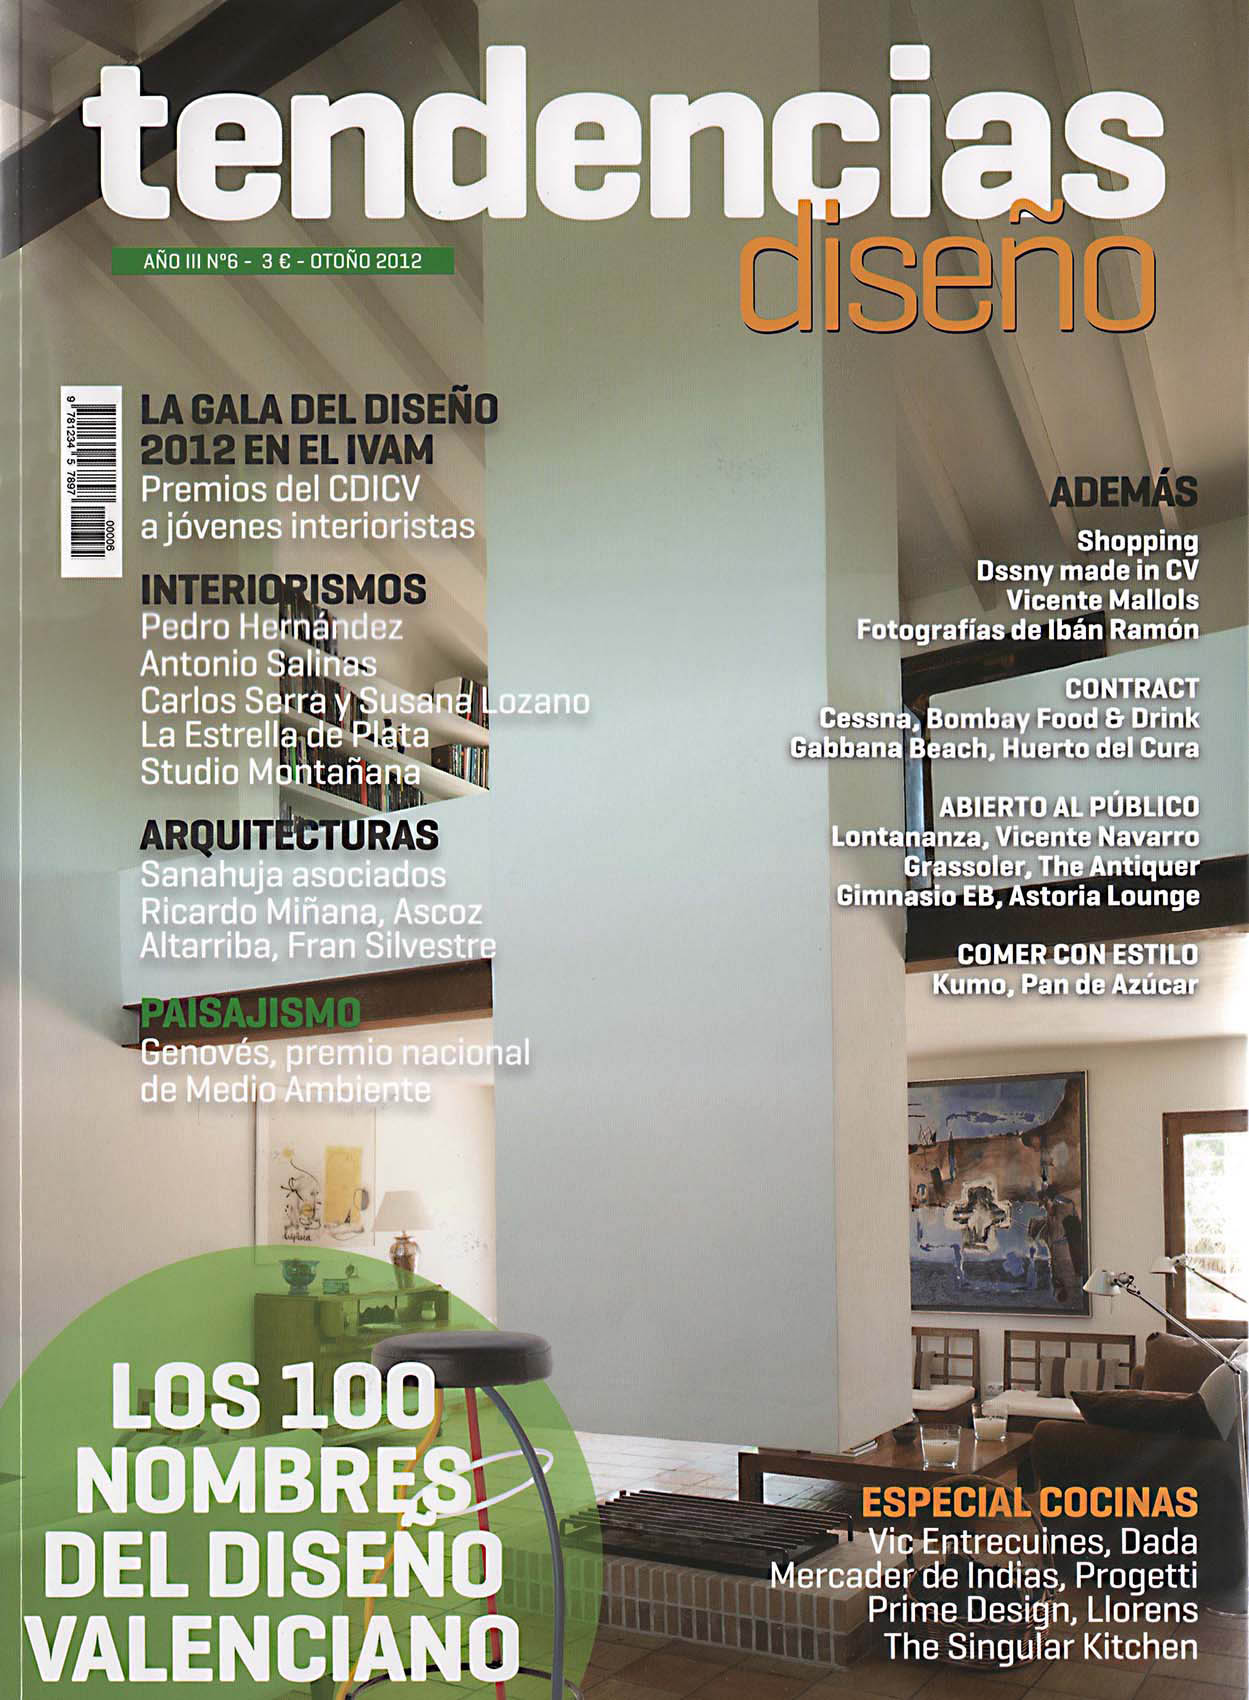 tendencias
diseño
AÑO III Nº6 - 3 € - OTOÑO 2012
9 781234 5 7897
00006
LA GALA DEL DISEÑO
2012 EN EL IVAM
Premios del CDICV
a jóvenes interioristas
INTERIORISMOS
Pedro Hernández
Antonio Salinas
Carlos Serra y Susana Lozano
La Estrella de Plata
Studio Montañana
ARQUITECTURAS
Sanahuja asociados
Ricardo Miñana, Ascoz
Altarriba, Fran Silvestre
PAISAJISMO
Genovés, premio nacional
de Medio Ambiente
ADEMÁS
Shopping
Dssny made in CV
Vicente Mallols
Fotografías de Ibán Ramón
CONTRACT
Cessna, Bombay Food & Drink
Gabbana Beach, Huerto del Cura
ABIERTO AL PÚBLICO
Lontananza, Vicente Navarro
Grassoler, The Antiquer
Gimnasio EB, Astoria Lounge
COMER CON ESTILO
Kumo, Pan de Azúcar
LOS 100
NOMBRES
DEL DISEÑO
VALENCIANO
ESPECIAL COCINAS
Vic Entrecuines, Dada
Mercader de Indias, Progetti
Prime Design, Llorens
The Singular Kitchen